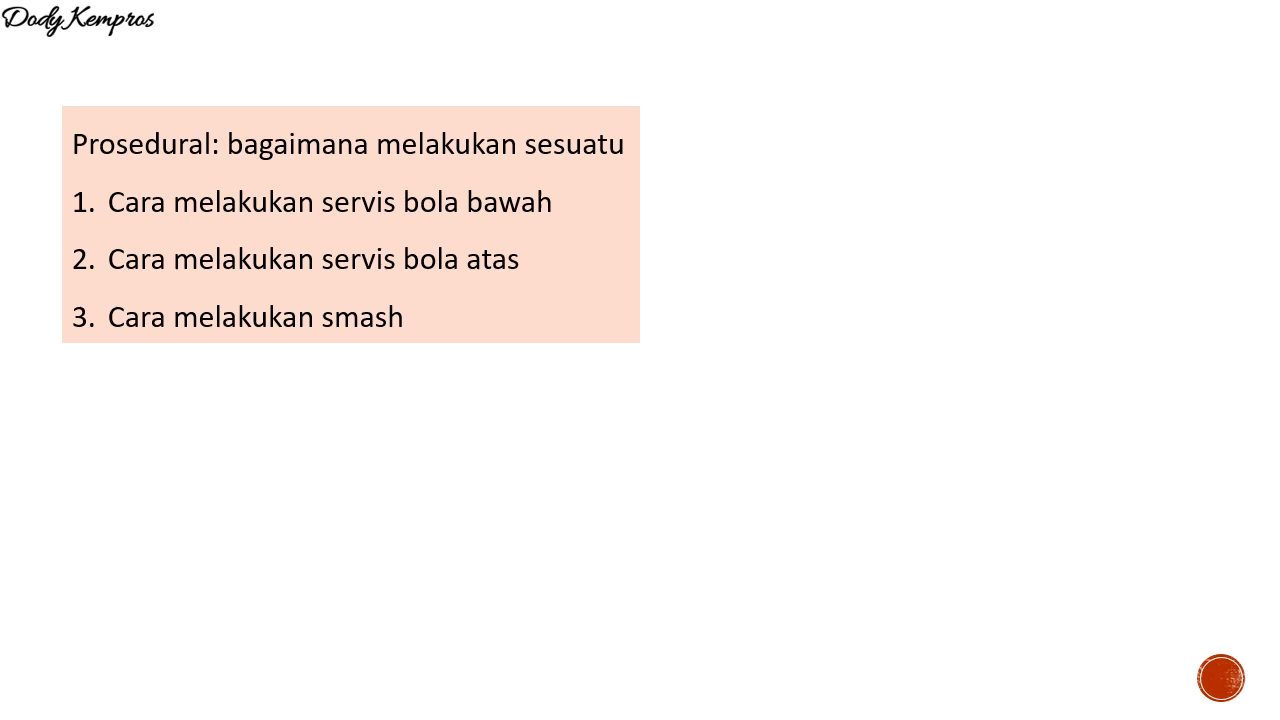 Dody Kempros
Prosedural: bagaimana melakukan sesuatu
1. Cara melakukan servis bola bawah
2. Cara melakukan servis bola atas
3. Cara melakukan smash